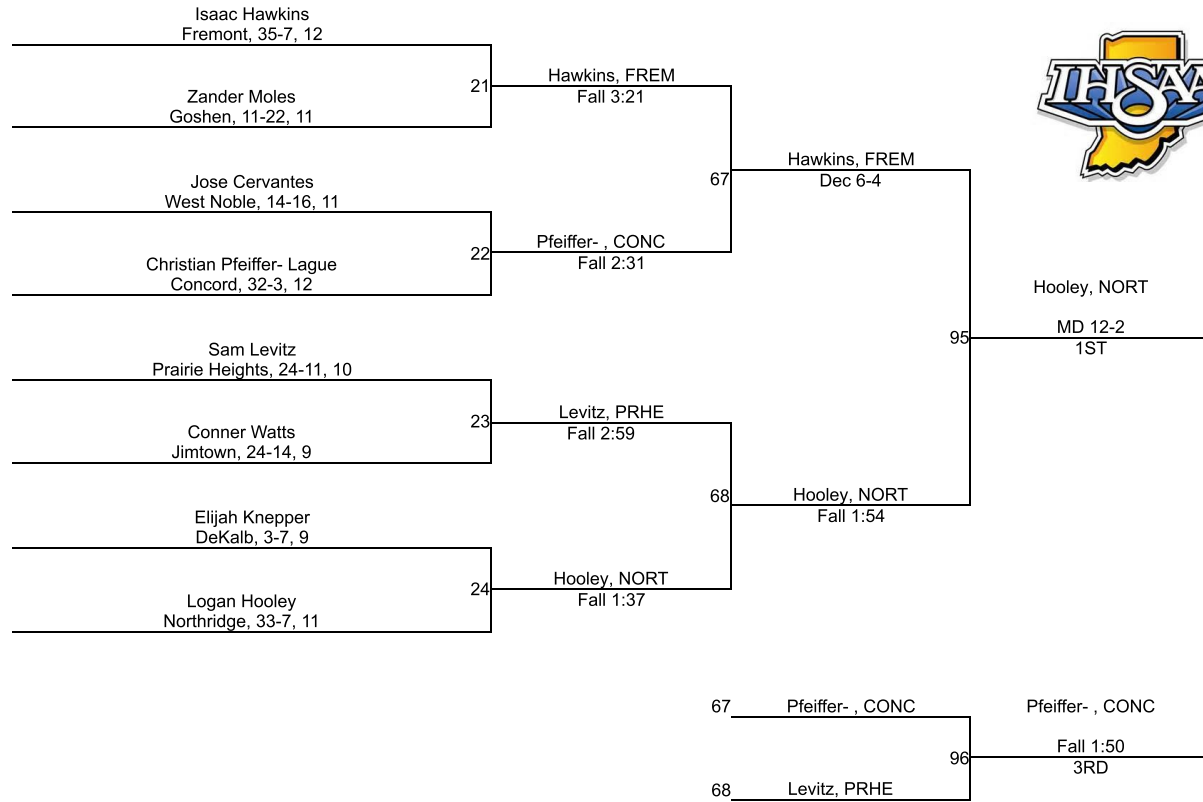 Isaac Hawkins
Fremont, 35-7, 12
21
Zander Moles
Goshen, 11-22, 11
Hawkins, FREM
Fall 3:21
67
Jose Cervantes
West Noble, 14-16, 11
22
Christian Pfeiffer- Lague
Concord, 32-3, 12
Pfeiffer- , CONC
Fall 2:31
Hawkins, FREM
Dec 6-4
95
Sam Levitz
Prairie Heights, 24-11, 10
23
Conner Watts
Jimtown, 24-14, 9
Levitz, PRHE
Fall 2:59
68
Elijah Knepper
DeKalb, 3-7, 9
24
Logan Hooley
Northridge, 33-7, 11
Hooley, NORT
Fall 1:37
Hooley, NORT
Fall 1:54
IHSAA
Hooley, NORT
MD 12-2
1ST
67
Pfeiffer- , CONC
96
68
Levitz, PRHE
Pfeiffer- , CONC
Fall 1:50
3RD